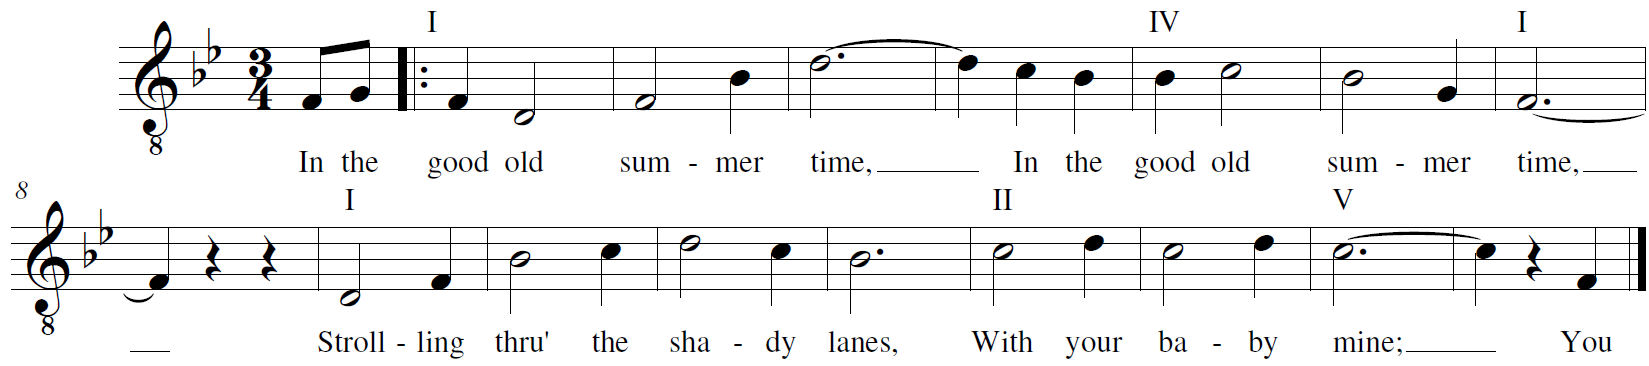 I IV I
3
4
8
In the good old sum - mer time, In the good old sum - mer time,
8
I II V
8
Stroll - ling thru' the sha - dy lanes, With your ba - by mine; You